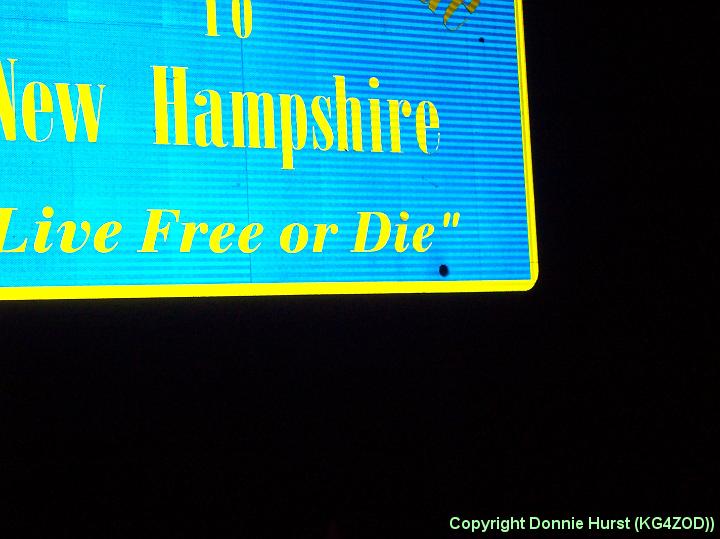 To
New Hampshire
Live Free or Die"
Copyright Donnie Hurst (KG4ZOD))